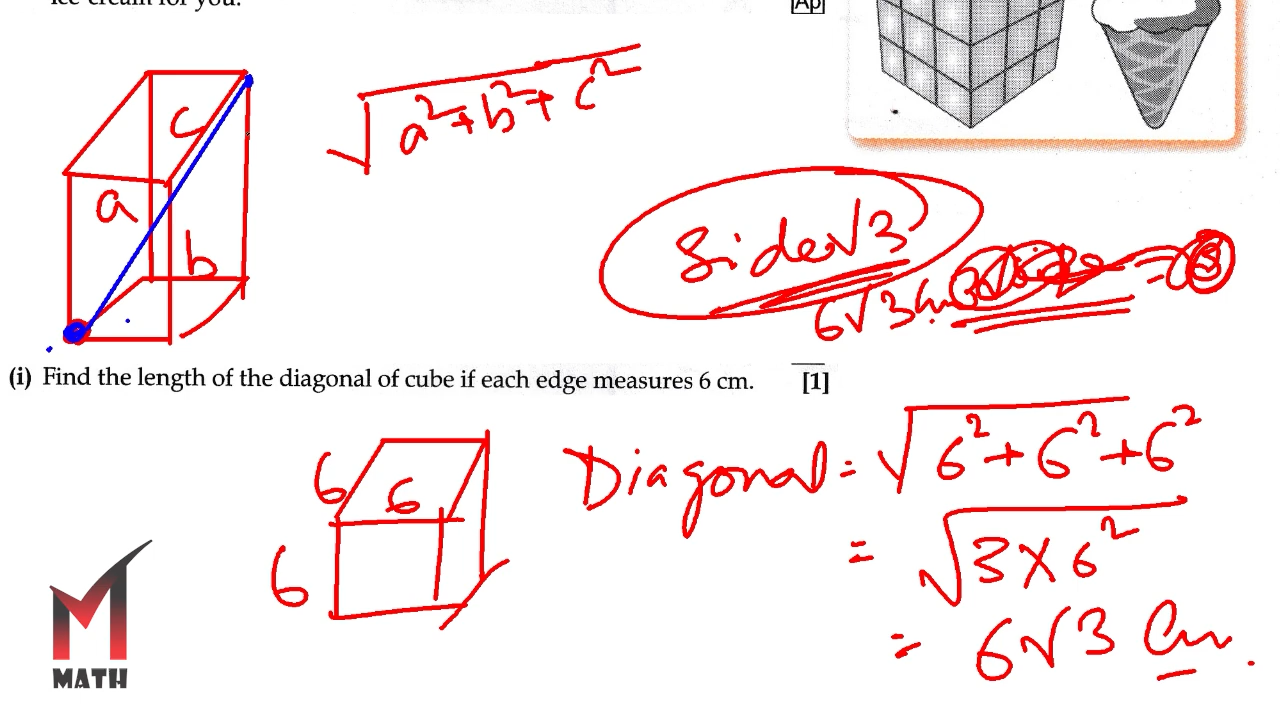 ice-cream for you.
[Ap]
√a²+b²+c²
c
a
b
Side√3
6√3 cm
(i) Find the length of the diagonal of cube if each edge measures 6 cm. [1]
6
6
6
Diagonal = √6²+6²+6²
= √3×6²
= 6√3 cm.
MATH